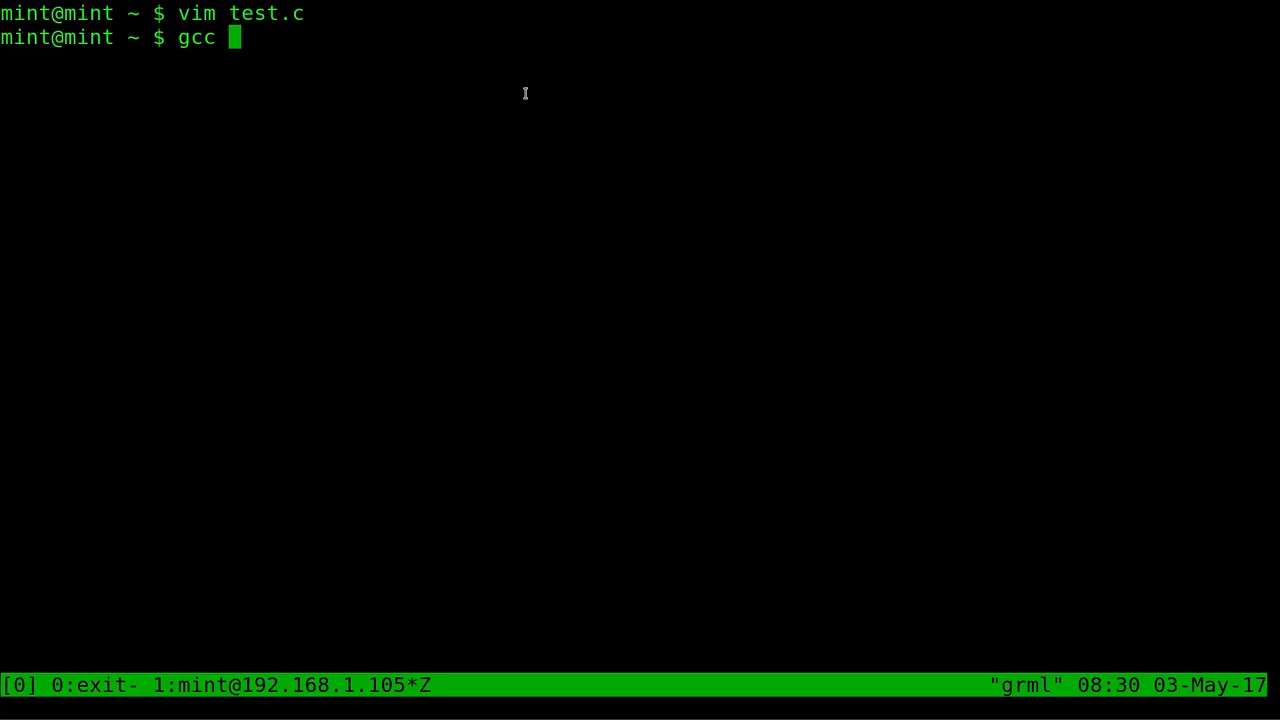 mint@mint ~ $ vim test.c
mint@mint ~ $ gcc
[0] 0:exit- 1:mint@192.168.1.105*Z "grml" 08:30 03-May-17